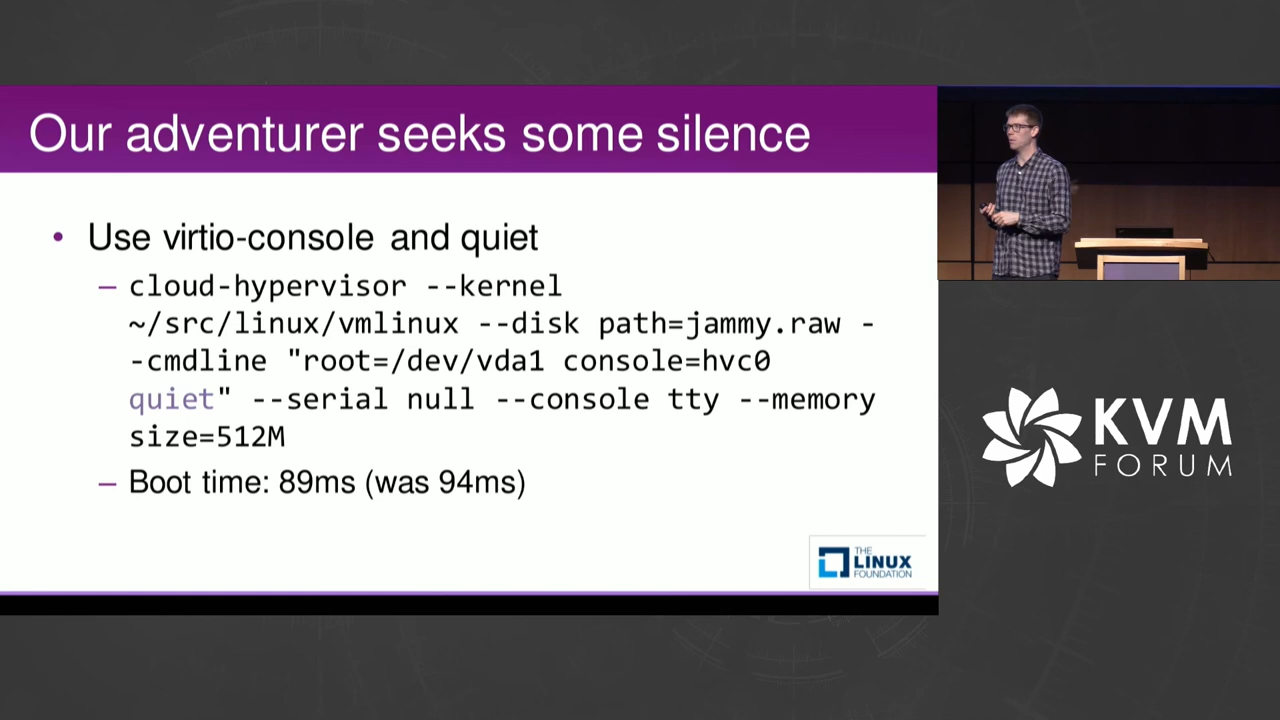 Our adventurer seeks some silence
• Use virtio-console and quiet
– cloud-hypervisor --kernel
~/src/linux/vmlinux --disk path=jammy.raw -
-cmdline "root=/dev/vda1 console=hvc0
quiet" --serial null --console tty --memory
size=512M
– Boot time: 89ms (was 94ms)
THE
LINUX
FOUNDATION
KVM
FORUM